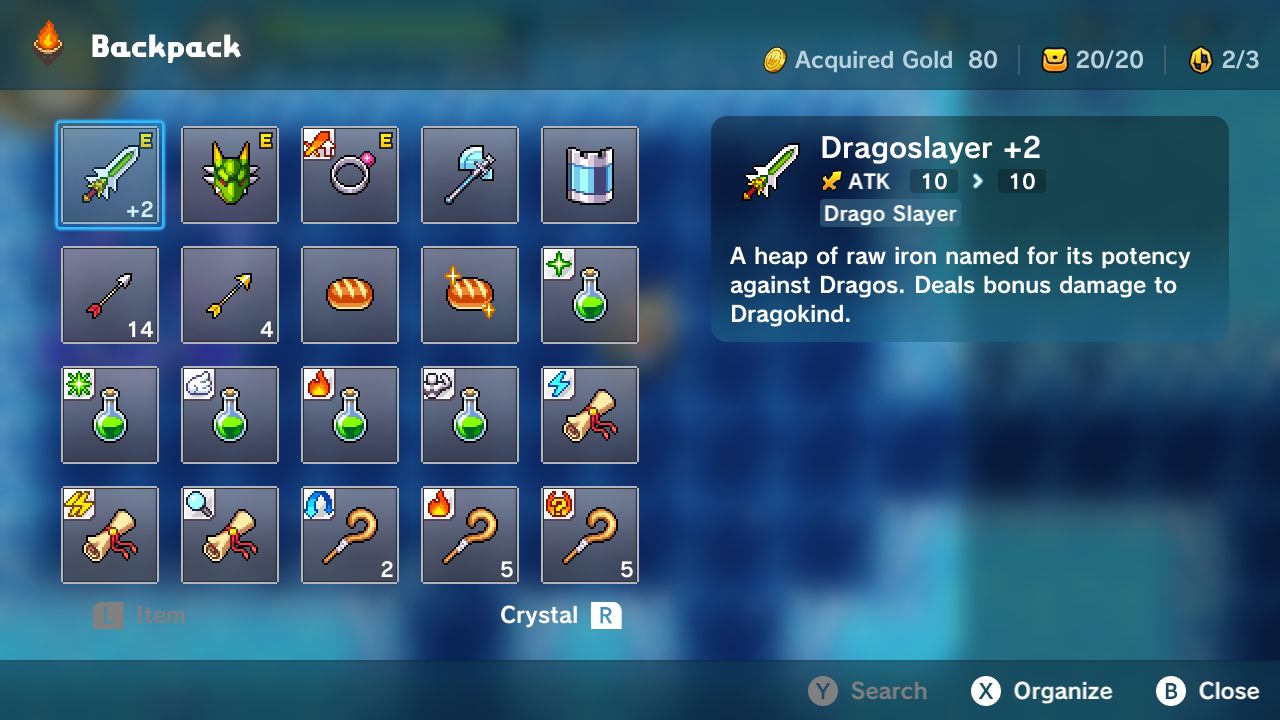 Backpack
Acquired Gold 80
20/20
2/3
E
+2
E
E
14
4
2
5
5
L Item
Crystal R
Dragoslayer +2
ATK 10 > 10
Drago Slayer
A heap of raw iron named for its potency
against Dragos. Deals bonus damage to
Dragokind.
Y Search
X Organize
B Close